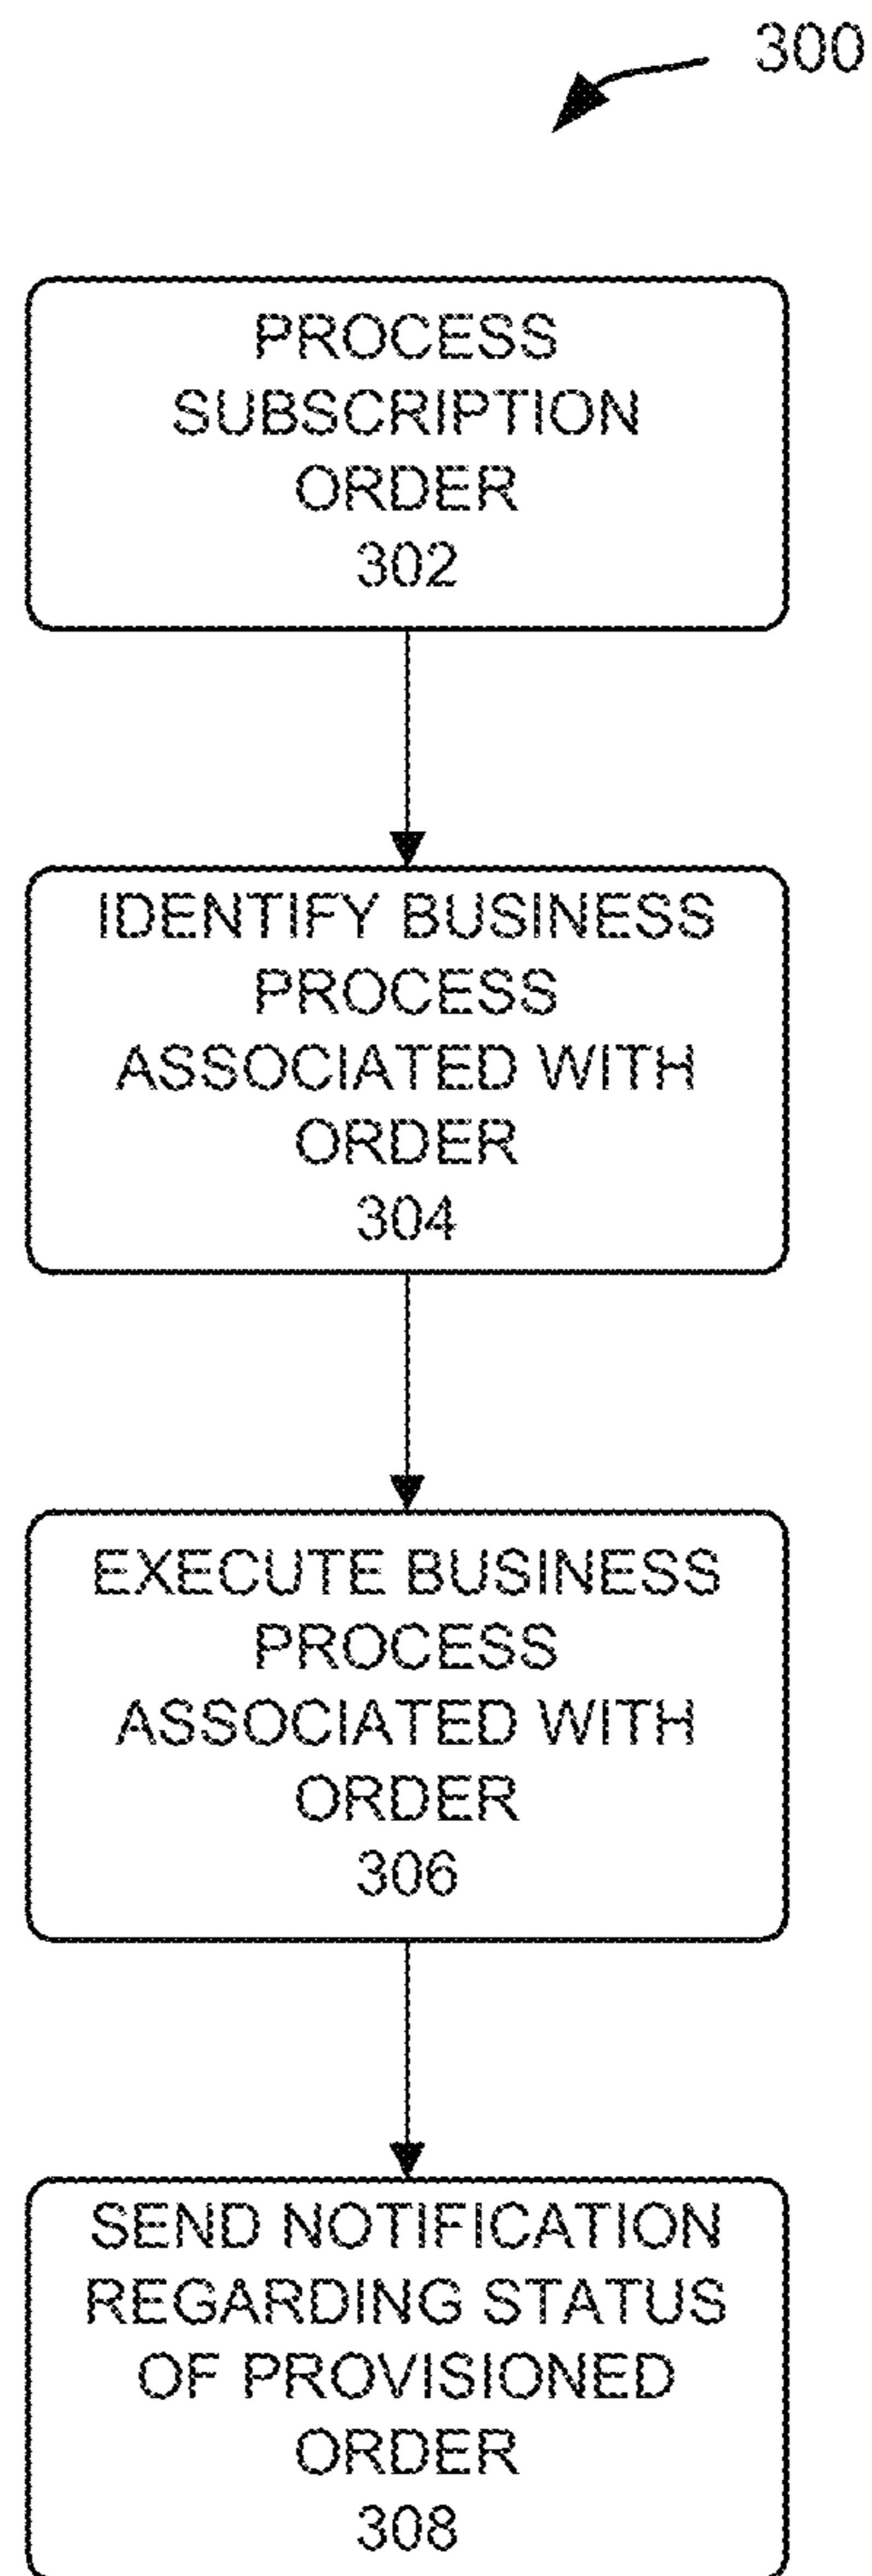 300
PROCESS
SUBSCRIPTION
ORDER
302
IDENTIFY BUSINESS
PROCESS
ASSOCIATED WITH
ORDER
304
EXECUTE BUSINESS
PROCESS
ASSOCIATED WITH
ORDER
306
SEND NOTIFICATION
REGARDING STATUS
OF PROVISIONED
ORDER
308